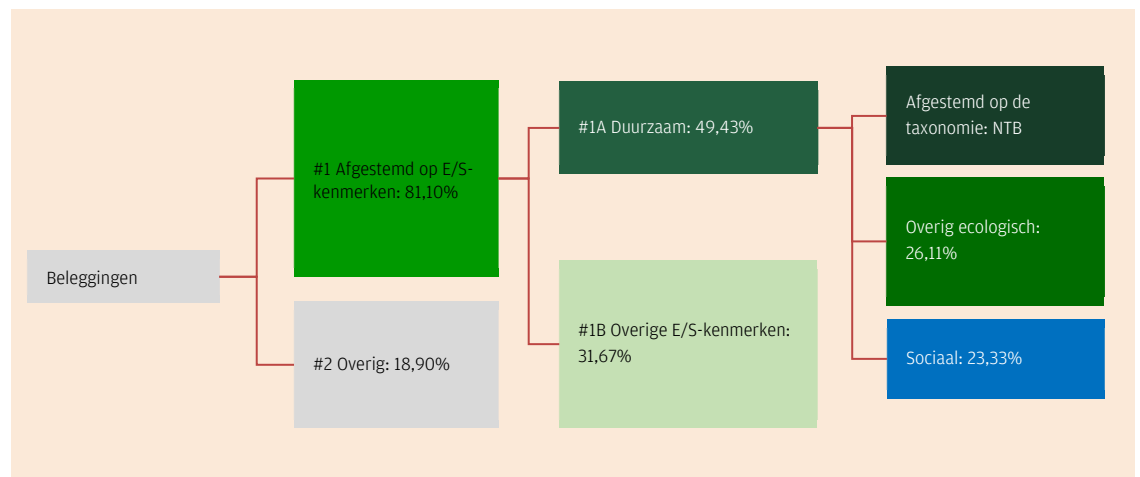 Beleggingen
#1 Afgestemd op E/S-
kenmerken: 81,10%
#2 Overig: 18,90%
#1A Duurzaam: 49,43%
#1B Overige E/S-kenmerken:
31,67%
Afgestemd op de
taxonomie: NTB
Overig ecologisch:
26,11%
Sociaal: 23,33%